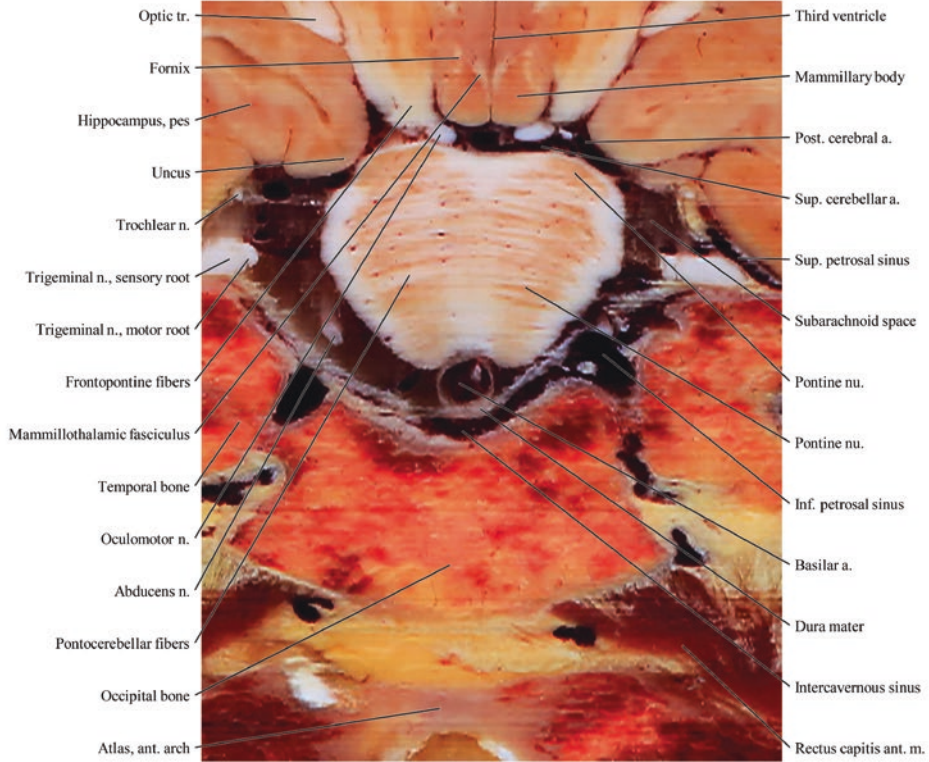 Optic tr.
Fornix
Hippocampus, pes
Uncus
Trochlear n.
Trigeminal n., sensory root
Trigeminal n., motor root
Frontopontine fibers
Mammillothalamic fasciculus
Temporal bone
Oculomotor n.
Abducens n.
Pontocerebellar fibers
Occipital bone
Atlas, ant. arch
Third ventricle
Mammillary body
Post. cerebral a.
Sup. cerebellar a.
Sup. petrosal sinus
Subarachnoid space
Pontine nu.
Pontine nu.
Inf. petrosal sinus
Basilar a.
Dura mater
Intercavernous sinus
Rectus capitis ant. m.